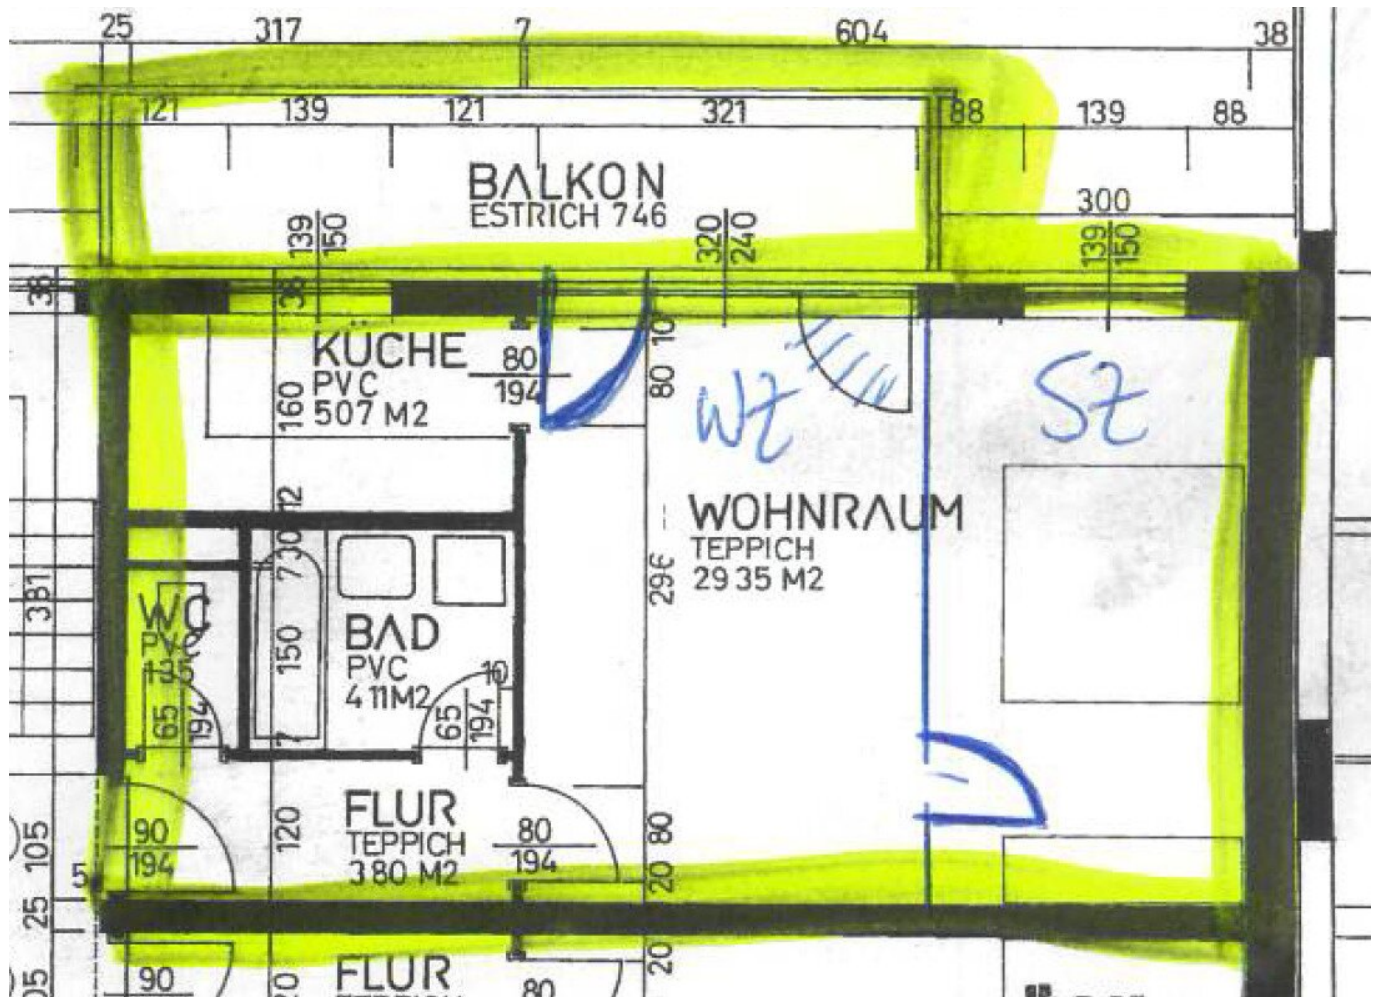 25 317 7 604 38
121 139 121 321 88 139 88
BALKON
ESTRICH 746
300
139
150
320
240
139
150
38
38
KÜCHE
PVC
507 M2
80
194
10
80
160
WZ
SZ
12
WOHNRAUM
TEPPICH
29 35 M2
296
730
381
WC
PVC
BAD
PVC
4 11M2
150
10
65
194
65
194
7
FLUR
TEPPICH
3 80 M2
90
194
120
80
194
80
105
5
20
25
FLUR
90
80
20